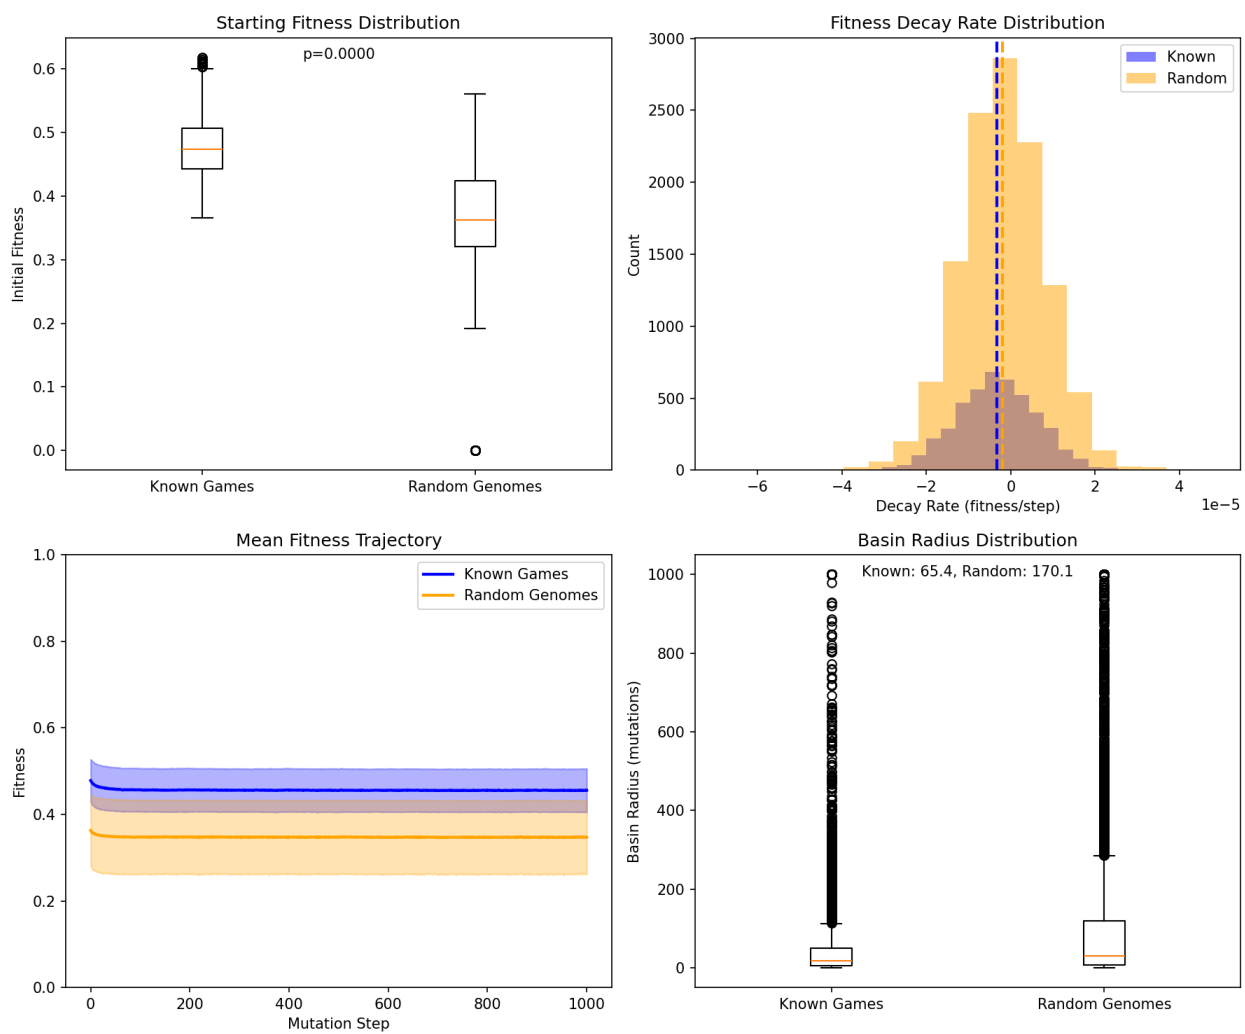 Starting Fitness Distribution
p=0.0000
Initial Fitness
0.6
0.5
0.4
0.3
0.2
0.1
0.0
Known Games
Random Genomes
Fitness Decay Rate Distribution
Known
Random
Count
3000
2500
2000
1500
1000
500
0
−6
−4
−2
0
2
4
1e−5
Decay Rate (fitness/step)
Mean Fitness Trajectory
Known Games
Random Genomes
Fitness
1.0
0.8
0.6
0.4
0.2
0.0
0
200
400
600
800
1000
Mutation Step
Basin Radius Distribution
Known: 65.4, Random: 170.1
Basin Radius (mutations)
1000
800
600
400
200
0
Known Games
Random Genomes